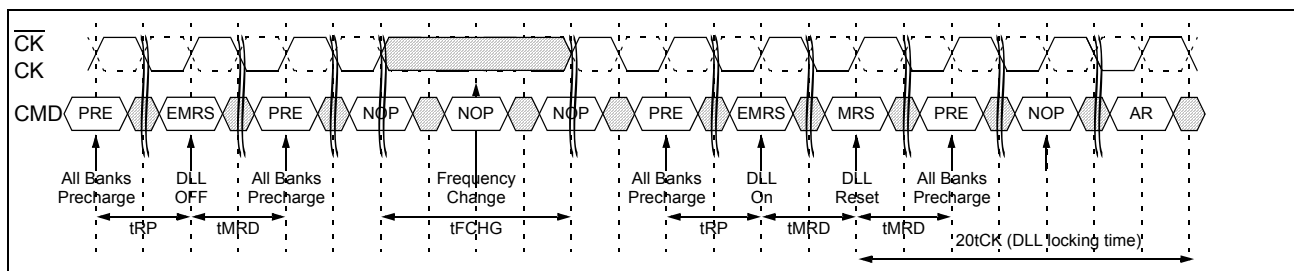 CK
CK
CMD PRE EMRS PRE NOP NOP NOP PRE EMRS MRS PRE NOP AR
All Banks Precharge
DLL OFF
All Banks Precharge
Frequency Change
All Banks Precharge
DLL On
DLL Reset
All Banks Precharge
tRP tMRD tFCHG tRP tMRD tMRD
20tCK (DLL locking time)